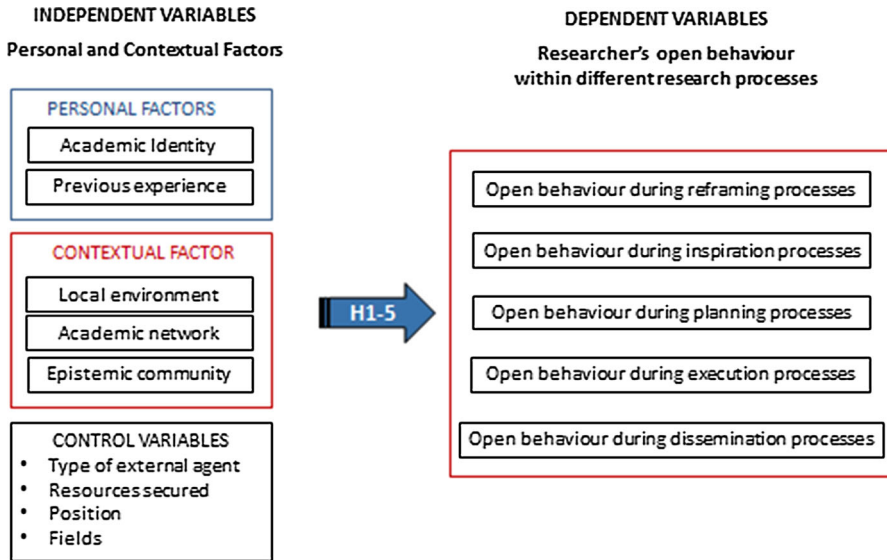 INDEPENDENT VARIABLES
Personal and Contextual Factors
PERSONAL FACTORS
Academic Identity
Previous experience
CONTEXTUAL FACTOR
Local environment
Academic network
Epistemic community
CONTROL VARIABLES
• Type of external agent
• Resources secured
• Position
• Fields
H1-5
DEPENDENT VARIABLES
Researcher's open behaviour
within different research processes
Open behaviour during reframing processes
Open behaviour during inspiration processes
Open behaviour during planning processes
Open behaviour during execution processes
Open behaviour during dissemination processes